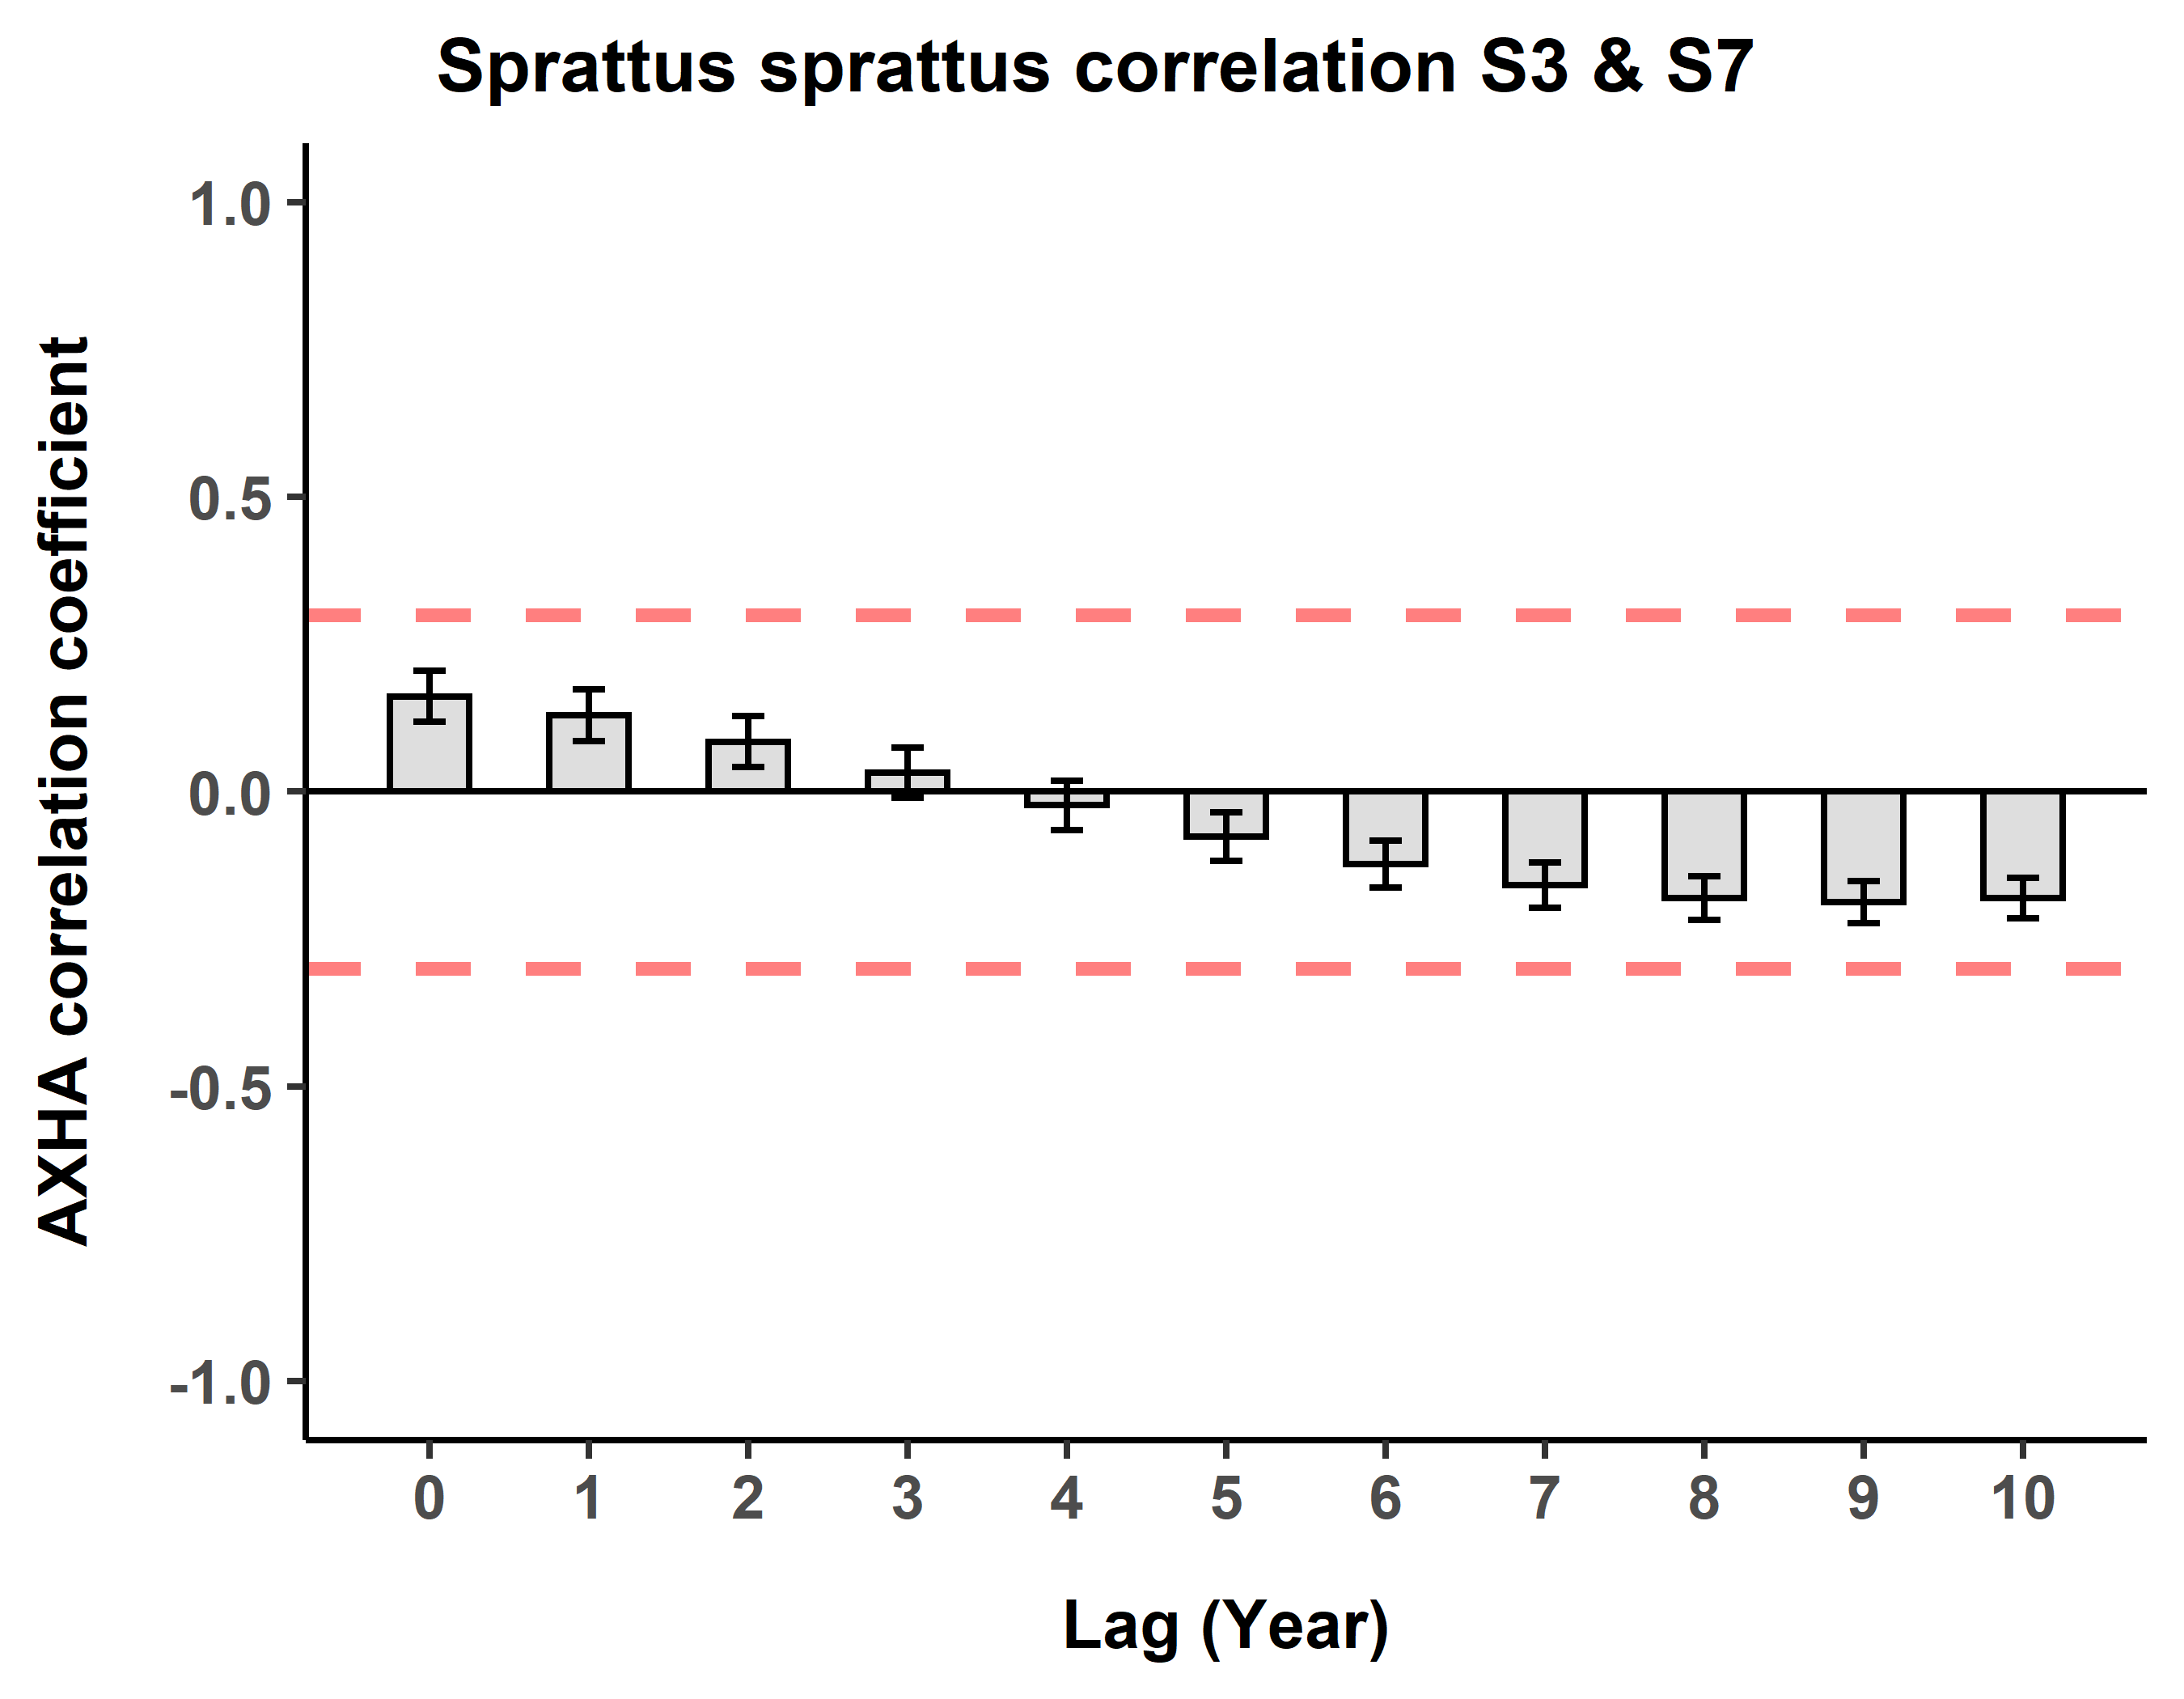 Sprattus sprattus correlation S3 & S7
AXHA correlation coefficient
1.0
0.5
0.0
-0.5
-1.0
0 1 2 3 4 5 6 7 8 9 10
Lag (Year)